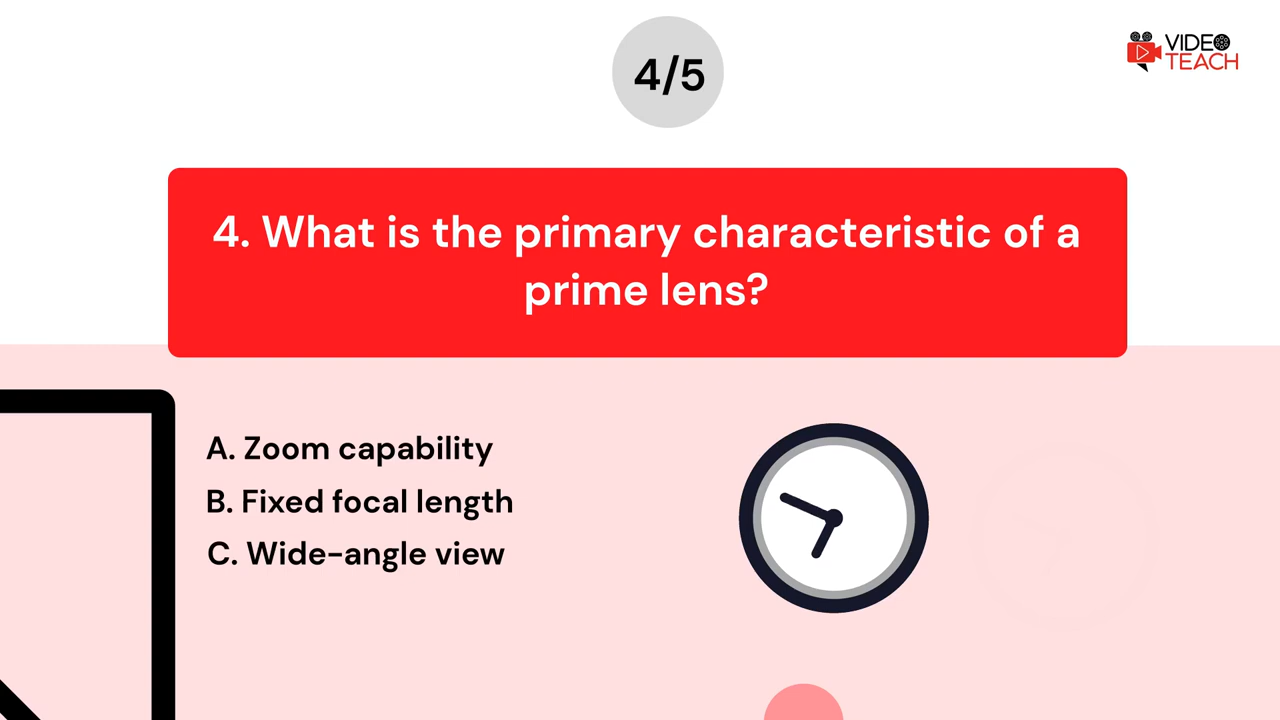 4/5
VIDEO
TEACH
4. What is the primary characteristic of a
prime lens?
A. Zoom capability
B. Fixed focal length
C. Wide-angle view